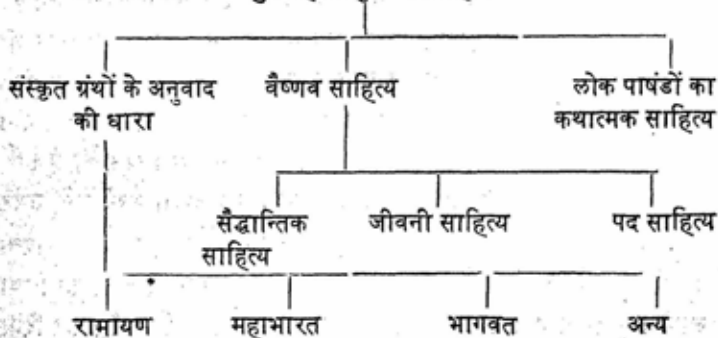 संस्कृत ग्रंथों के अनुवाद
की धारा
वैष्णव साहित्य
लोक पाषंडों का
कथात्मक साहित्य
सैद्धान्तिक
साहित्य
जीवनी साहित्य
पद साहित्य
रामायण
महाभारत
भागवत
अन्य